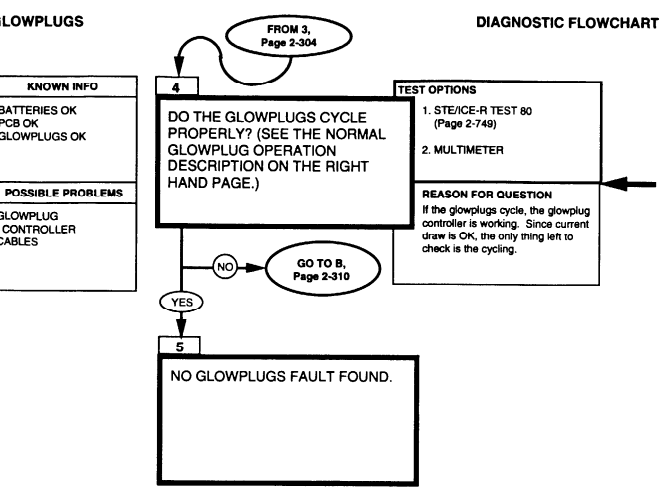 GLOWPLUGS
DIAGNOSTIC FLOWCHART
FROM 3,
Page 2-304
4
KNOWN INFO
BATTERIES OK
PCB OK
GLOWPLUGS OK
POSSIBLE PROBLEMS
GLOWPLUG
CONTROLLER
CABLES
DO THE GLOWPLUGS CYCLE
PROPERLY? (SEE THE NORMAL
GLOWPLUG OPERATION
DESCRIPTION ON THE RIGHT
HAND PAGE.)
TEST OPTIONS
1. STE/ICE-R TEST 80
(Page 2-749)
2. MULTIMETER
REASON FOR QUESTION
If the glowplugs cycle, the glowplug
controller is working. Since current
draw is OK, the only thing left to
check is the cycling.
NO
GO TO B,
Page 2-310
YES
5
NO GLOWPLUGS FAULT FOUND.